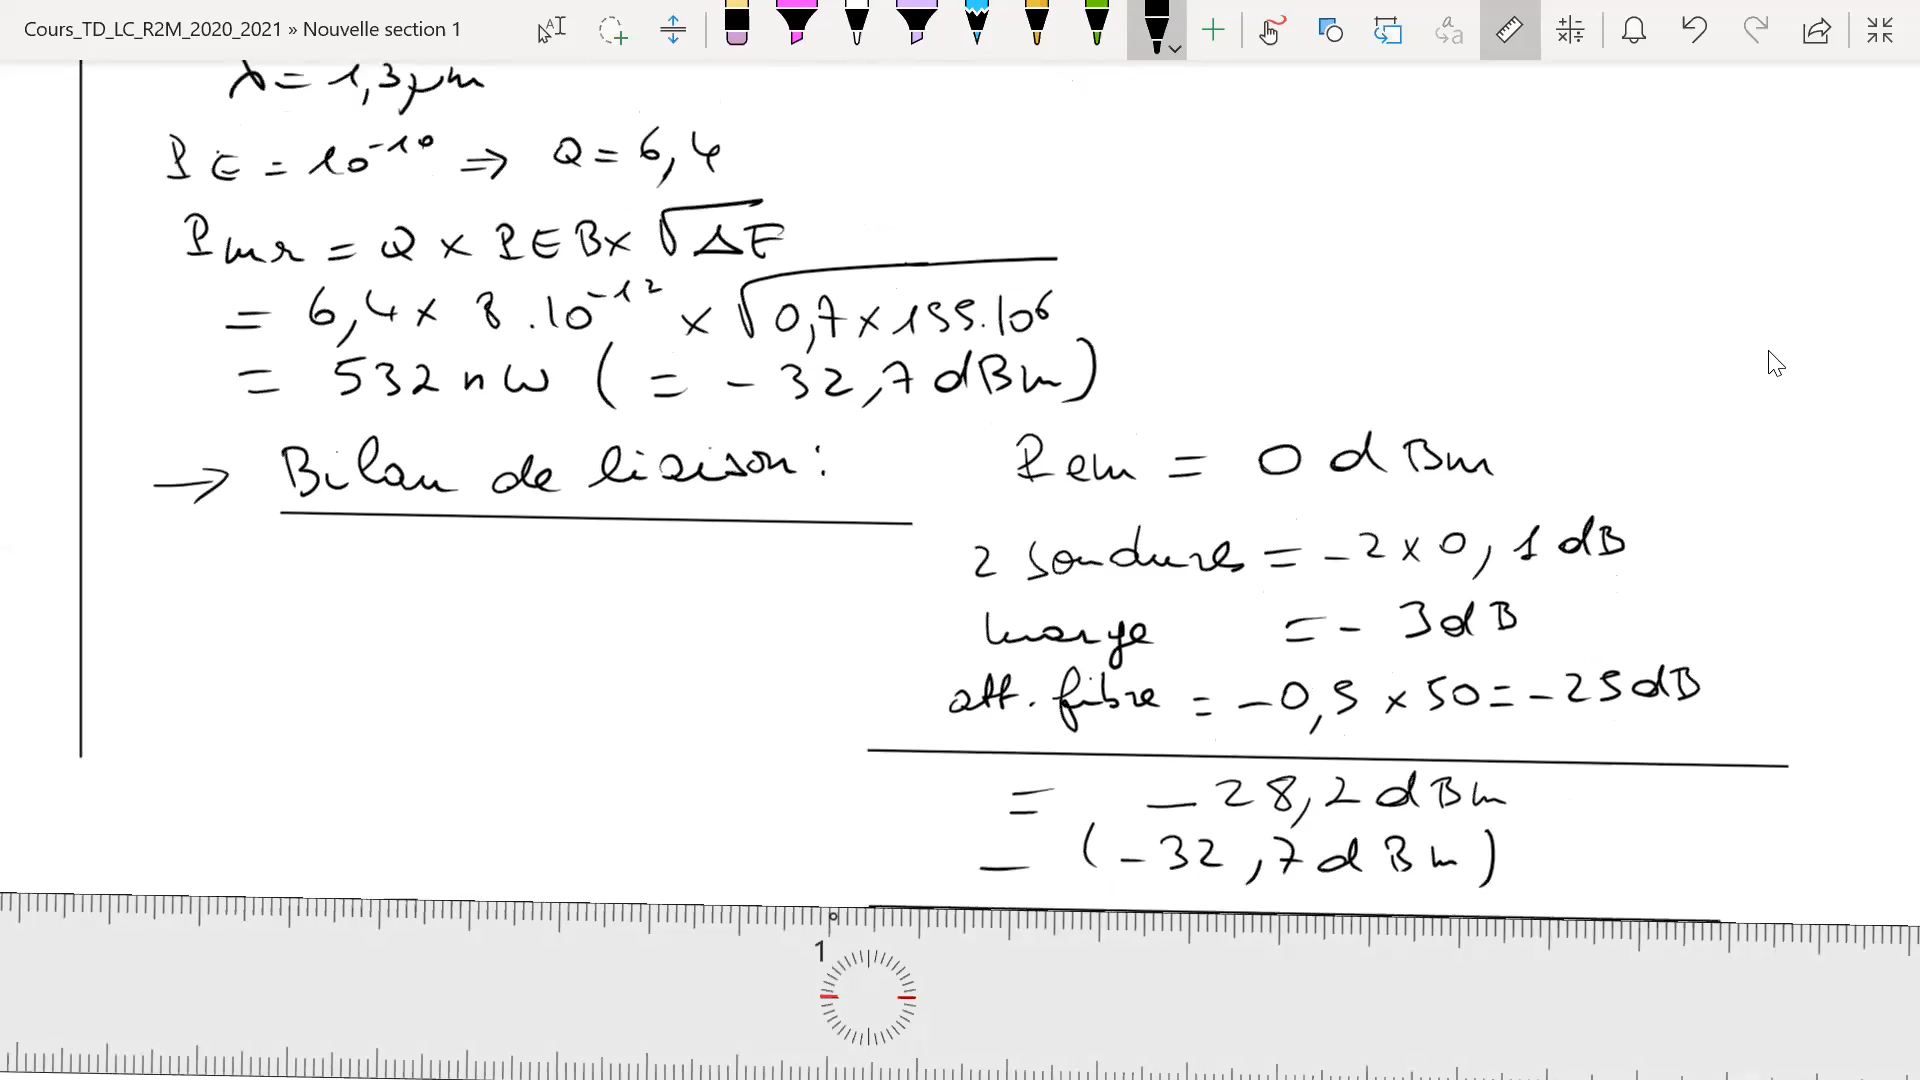 Cours_TD_LC_R2M_2020_2021 » Nouvelle section 1
λ = 1,3 μm
PE = 10⁻¹⁰ ⇒ Q = 6,4
Pmr = Q × PEB × √ΔF
= 6,4 × 8.10⁻¹² × √0,7 × 155.10⁶
= 532 nW (= - 32,7 dBm)
→ Bilan de liaison :
Pem = 0 dBm
2 soudures = - 2 × 0,1 dB
marge = - 3 dB
att. fibre = - 0,5 × 50 = - 25 dB
= - 28,2 dBm
- (- 32,7 dBm)
1